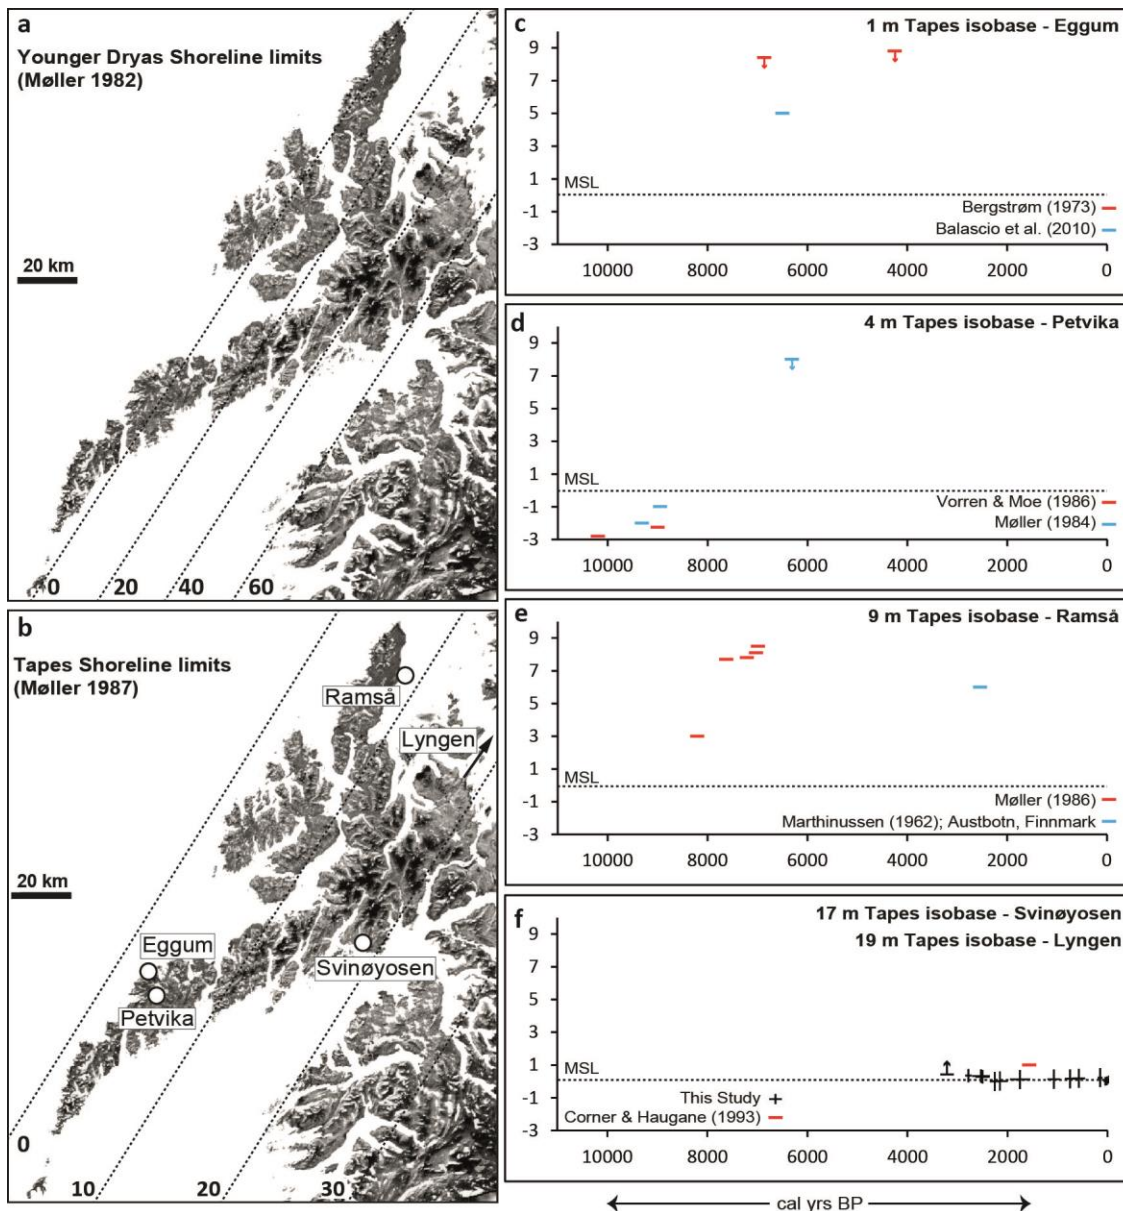 a
Younger Dryas Shoreline limits
(Møller 1982)
20 km
0 20 40 60
b
Tapes Shoreline limits
(Møller 1987)
Ramså
Lyngen
20 km
Eggum
Petvika
Svinøyosen
0
10 20 30
c
1 m Tapes isobase - Eggum
9
7
5
3
1
MSL
-1
-3
Bergstrøm (1973)
Balascio et al. (2010)
10000 8000 6000 4000 2000 0
d
4 m Tapes isobase - Petvika
9
7
5
3
1
MSL
-1
-3
Vorren & Moe (1986)
Møller (1984)
10000 8000 6000 4000 2000 0
e
9 m Tapes isobase - Ramså
9
7
5
3
1
MSL
-1
-3
Møller (1986)
Marthinussen (1962); Austbotn, Finnmark
10000 8000 6000 4000 2000 0
f
17 m Tapes isobase - Svinøyosen
19 m Tapes isobase - Lyngen
9
7
5
3
1
MSL
-1
-3
This Study
Corner & Haugane (1993)
10000 8000 6000 4000 2000 0
cal yrs BP